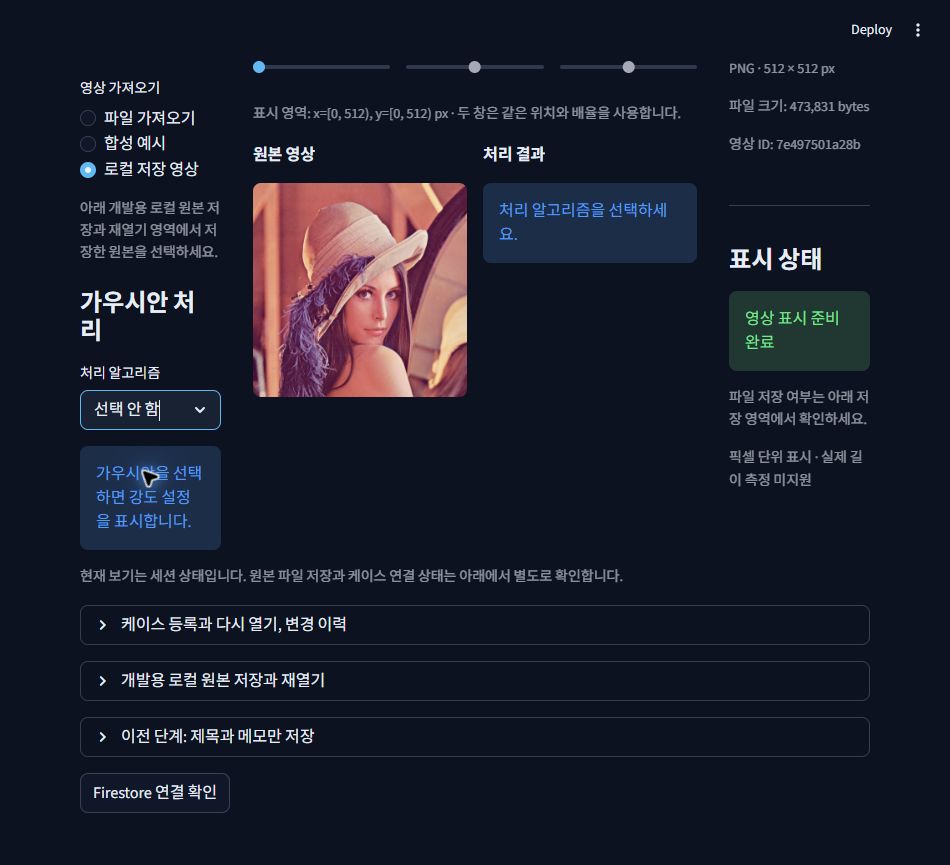 Deploy
영상 가져오기
파일 가져오기
합성 예시
로컬 저장 영상
아래 개발용 로컬 원본 저
장과 재열기 영역에서 저
장한 원본을 선택하세요.
가우시안 처
리
처리 알고리즘
선택 안 함
가우시안을 선택
하면 강도 설정
을 표시합니다.
표시 영역: x=[0, 512), y=[0, 512) px · 두 창은 같은 위치와 배율을 사용합니다.
원본 영상
처리 결과
처리 알고리즘을 선택하세
요.
PNG · 512 × 512 px
파일 크기: 473,831 bytes
영상 ID: 7e497501a28b
표시 상태
영상 표시 준비
완료
파일 저장 여부는 아래 저
장 영역에서 확인하세요.
픽셀 단위 표시 · 실제 길
이 측정 미지원
현재 보기는 세션 상태입니다. 원본 파일 저장과 케이스 연결 상태는 아래에서 별도로 확인합니다.
케이스 등록과 다시 열기, 변경 이력
개발용 로컬 원본 저장과 재열기
이전 단계: 제목과 메모만 저장
Firestore 연결 확인